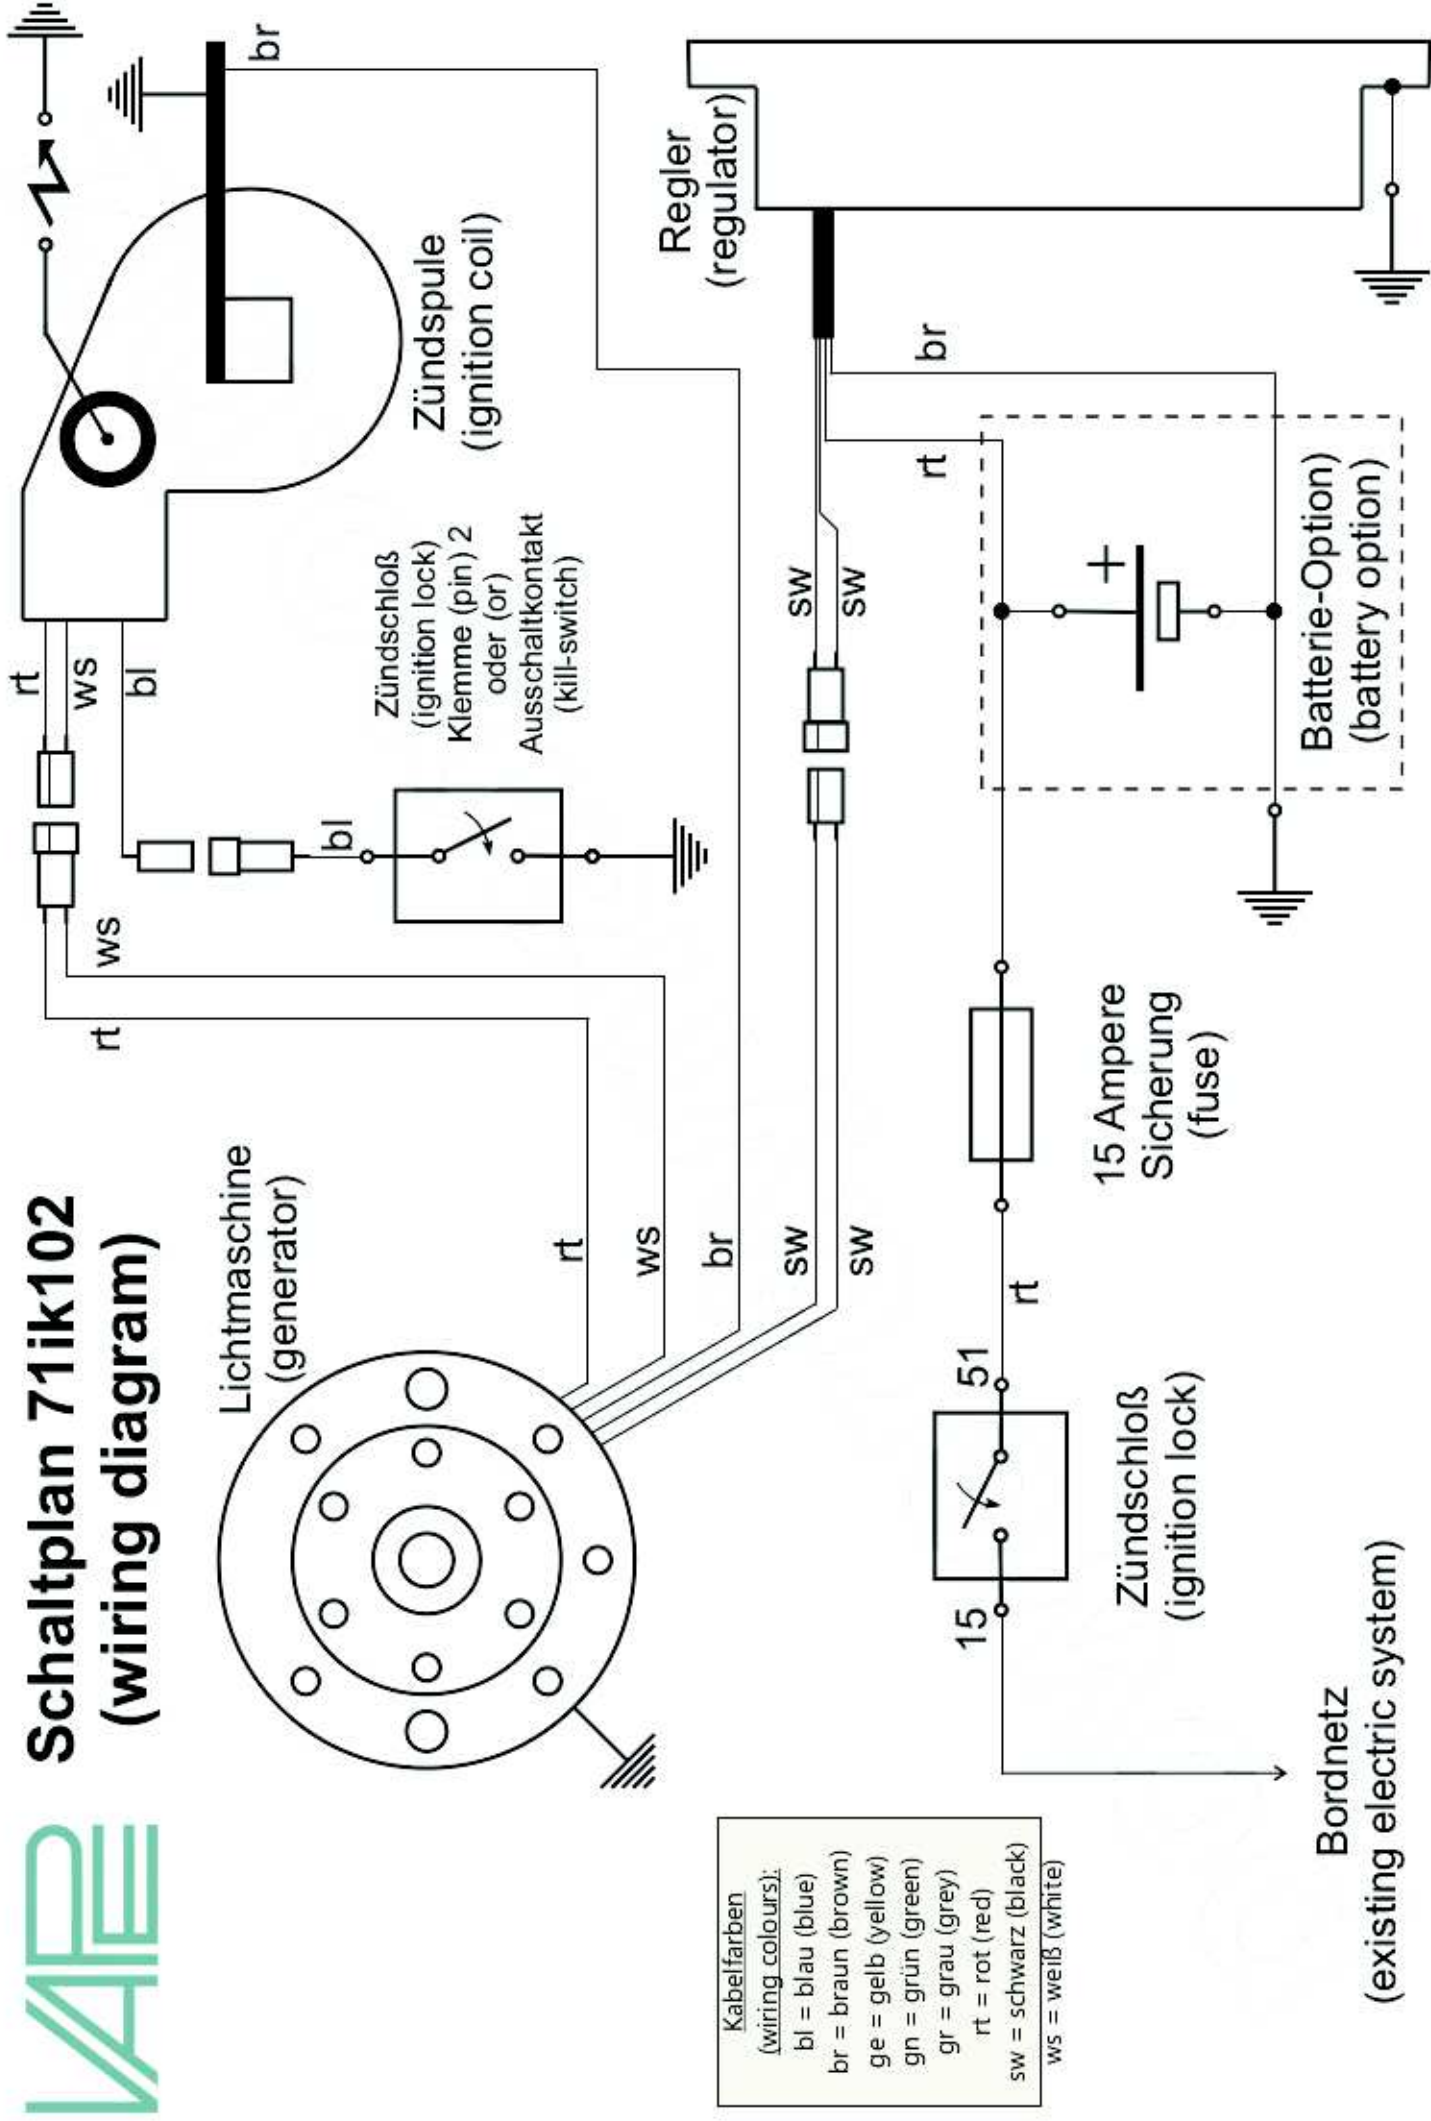 VAPE
Schaltplan 71ik102
(wiring diagram)
Lichtmaschine
(generator)
rt
ws
br
sw
sw
rt
ws
rt
ws
bl
bl
Zündschloß
(ignition lock)
Klemme (pin) 2
oder (or)
Ausschaltkontakt
(kill-switch)
Zündspule
(ignition coil)
br
Regler
(regulator)
sw
sw
rt
br
+
Batterie-Option)
(battery option)
15 Ampere
Sicherung
(fuse)
rt
51
15
Zündschloß
(ignition lock)
Bordnetz
(existing electric system)
Kabelfarben
(wiring colours):
bl = blau (blue)
br = braun (brown)
ge = gelb (yellow)
gn = grün (green)
gr = grau (grey)
rt = rot (red)
sw = schwarz (black)
ws = weiß (white)